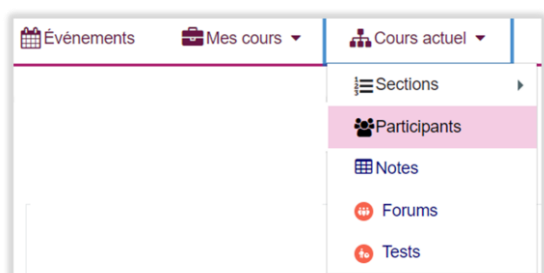 Événements Mes cours Cours actuel
Sections
Participants
Notes
Forums
Tests